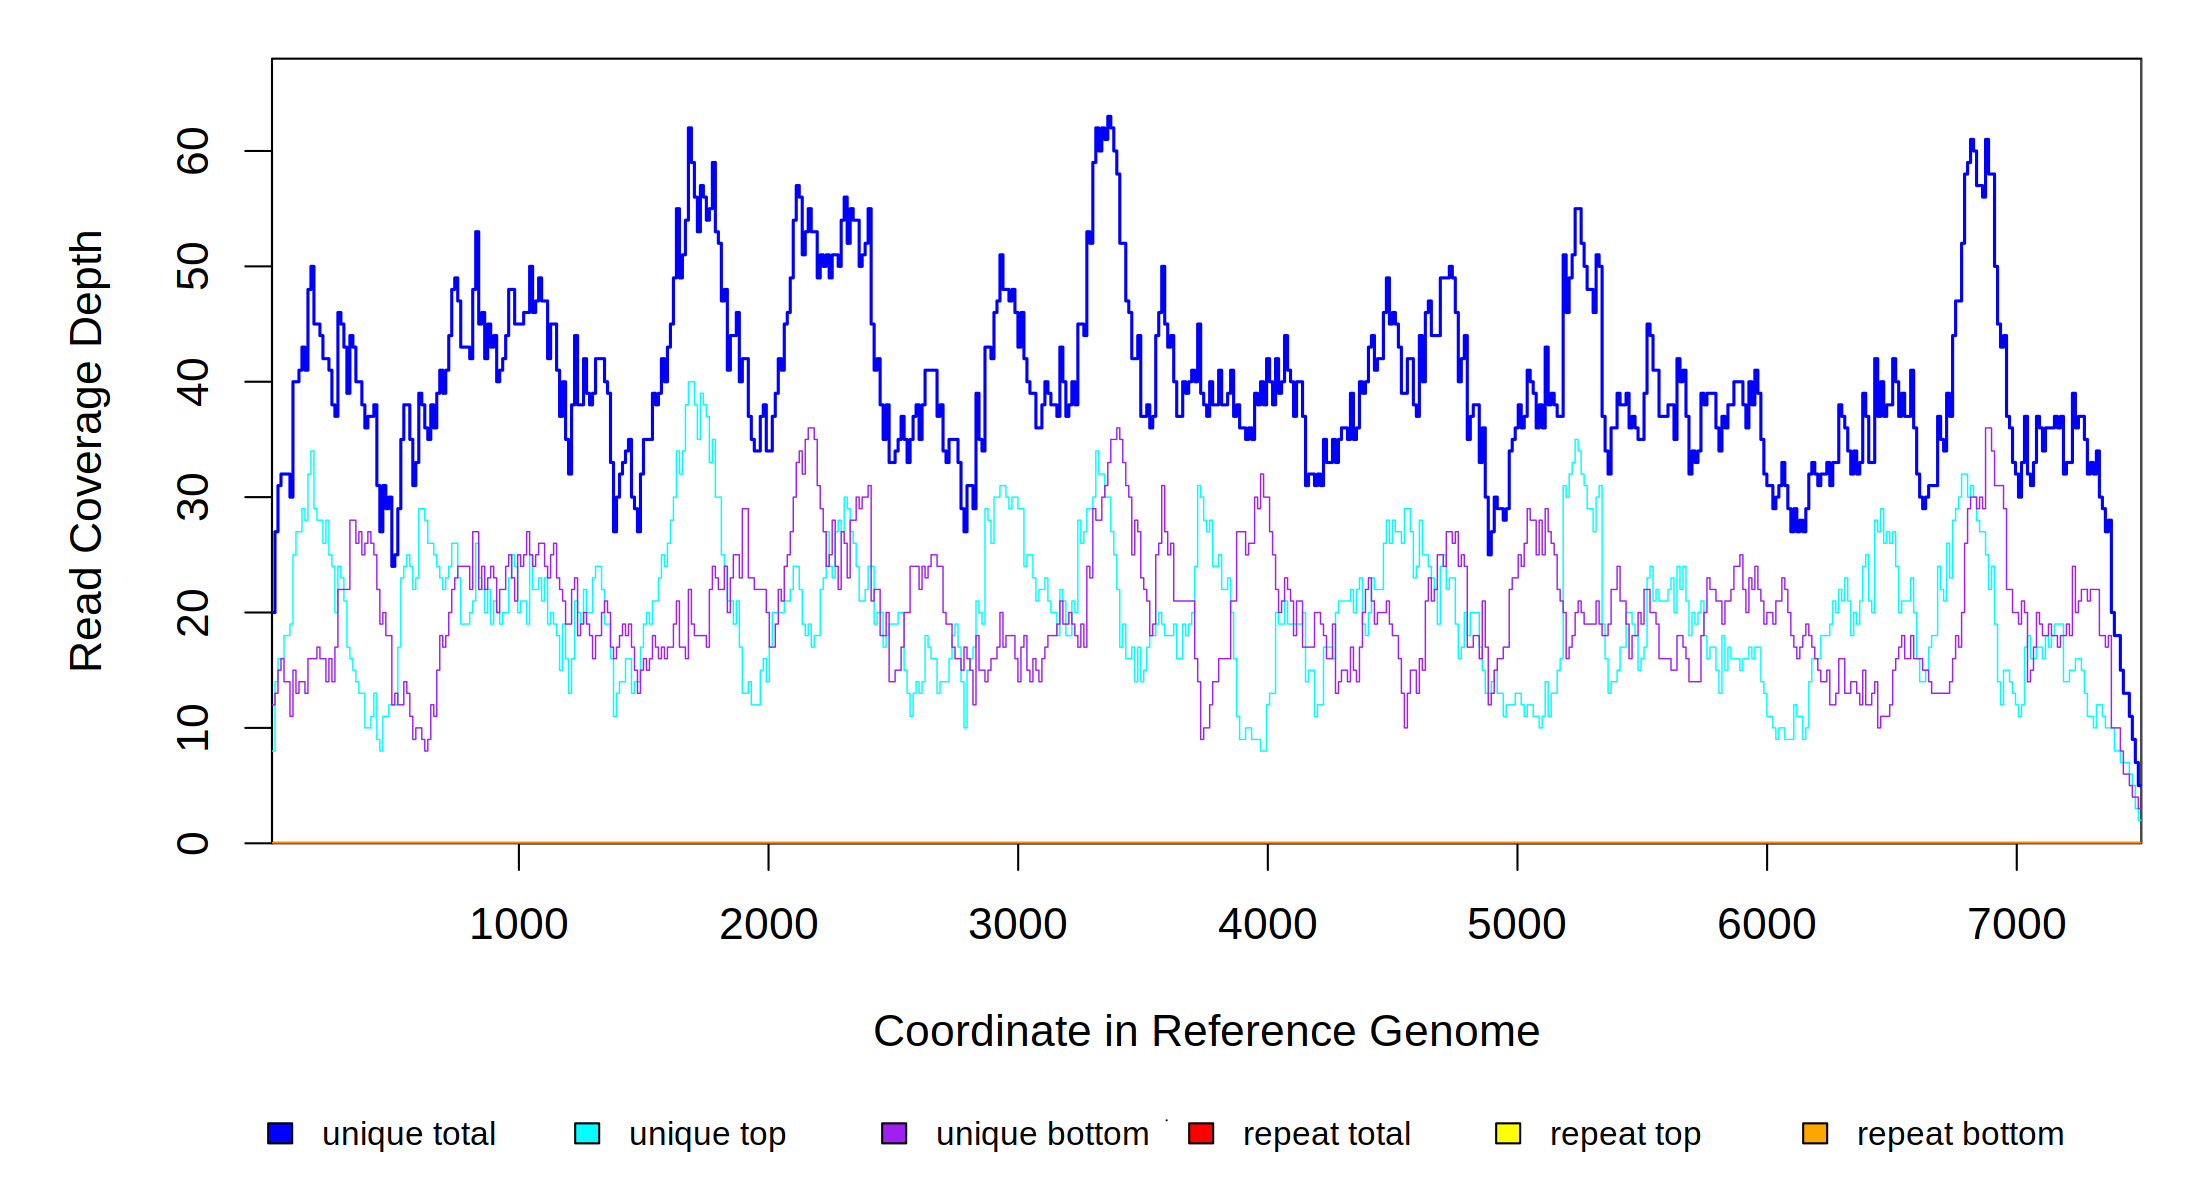 Read Coverage Depth
60
50
40
30
20
10
0
1000 2000 3000 4000 5000 6000 7000
Coordinate in Reference Genome
unique total unique top unique bottom repeat total repeat top repeat bottom